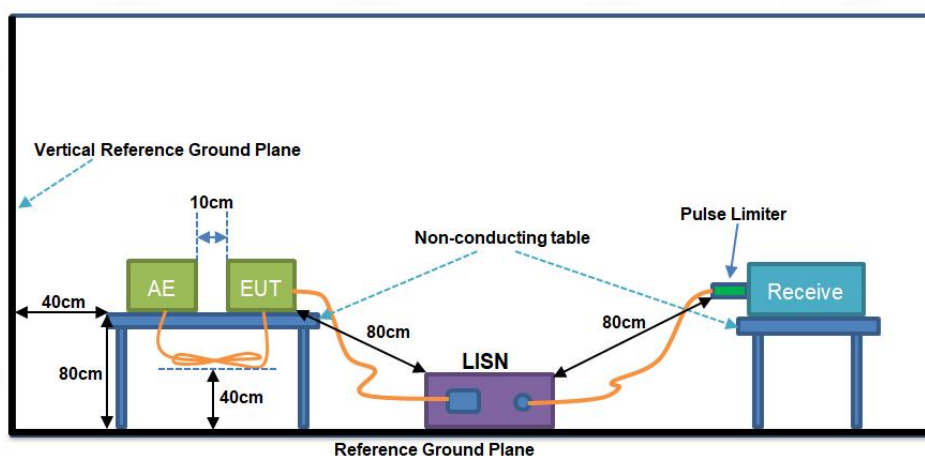 Vertical Reference Ground Plane
10cm
Pulse Limiter
Non-conducting table
AE
EUT
Receive
40cm
80cm
80cm
LISN
80cm
40cm
Reference Ground Plane